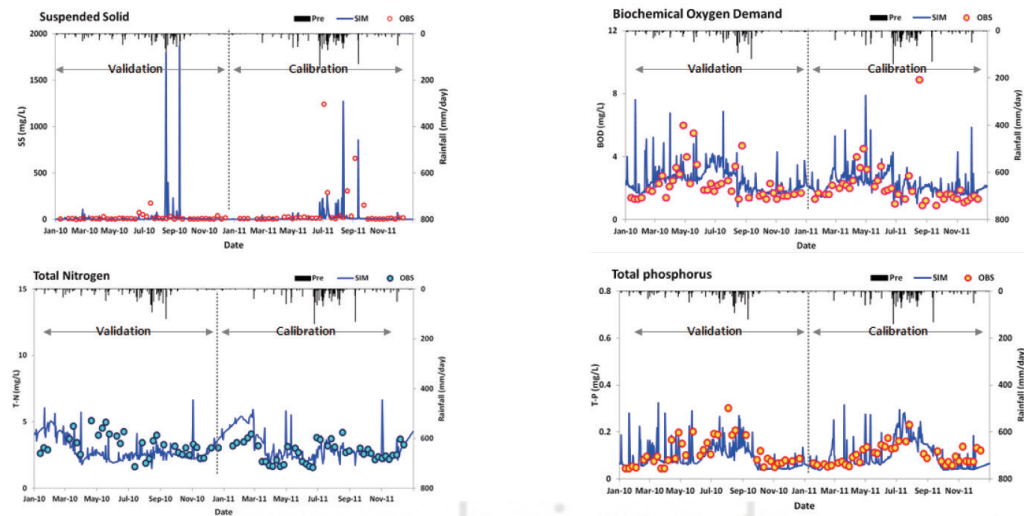 Suspended Solid
Pre SIM OBS
2000 0
Validation Calibration
1500 200
1000 400
500 600
0 800
SS (mg/L)
Rainfall (mm/day)
Jan-10 Mar-10 May-10 Jul-10 Sep-10 Nov-10 Jan-11 Mar-11 May-11 Jul-11 Sep-11 Nov-11
Date
Biochemical Oxygen Demand
Pre SIM OBS
12 0
Validation Calibration
8 200
400
4 600
0 800
BOD (mg/L)
Rainfall (mm/day)
Jan-10 Mar-10 May-10 Jul-10 Sep-10 Nov-10 Jan-11 Mar-11 May-11 Jul-11 Sep-11 Nov-11
Date
Total Nitrogen
Pre SIM OBS
15 0
Validation Calibration
10 200
400
5 600
0 800
T-N (mg/L)
Rainfall (mm/day)
Jan-10 Mar-10 May-10 Jul-10 Sep-10 Nov-10 Jan-11 Mar-11 May-11 Jul-11 Sep-11 Nov-11
Date
Total phosphorus
Pre SIM OBS
0.8 0
Validation Calibration
0.6 200
0.4 400
0.2 600
0 800
T-P (mg/L)
Rainfall (mm/day)
Jan-10 Mar-10 May-10 Jul-10 Sep-10 Nov-10 Jan-11 Mar-11 May-11 Jul-11 Sep-11 Nov-11
Date